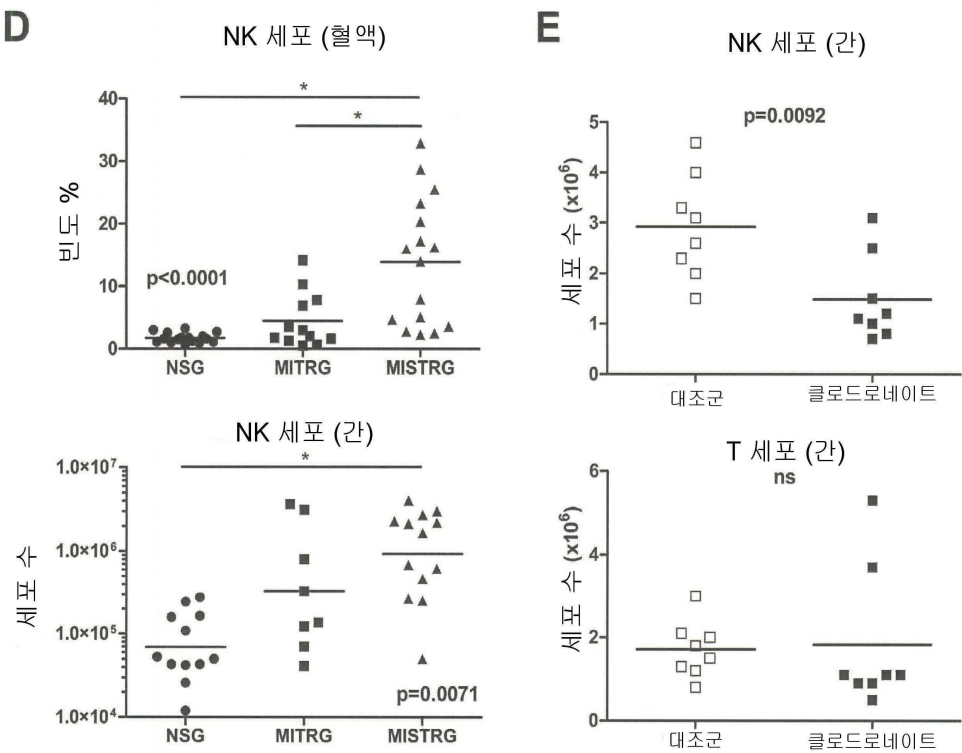 D
NK 세포 (혈액)
*
*
40
30
20
10
0
빈도 %
p<0.0001
NSG
MITRG
MISTRG
NK 세포 (간)
*
1.0×10⁷
1.0×10⁶
1.0×10⁵
1.0×10⁴
세포 수
p=0.0071
NSG
MITRG
MISTRG
E
NK 세포 (간)
p=0.0092
5
4
3
2
1
0
세포 수 (x10⁶)
대조군
클로드로네이트
T 세포 (간)
ns
6
4
2
0
세포 수 (x10⁶)
대조군
클로드로네이트